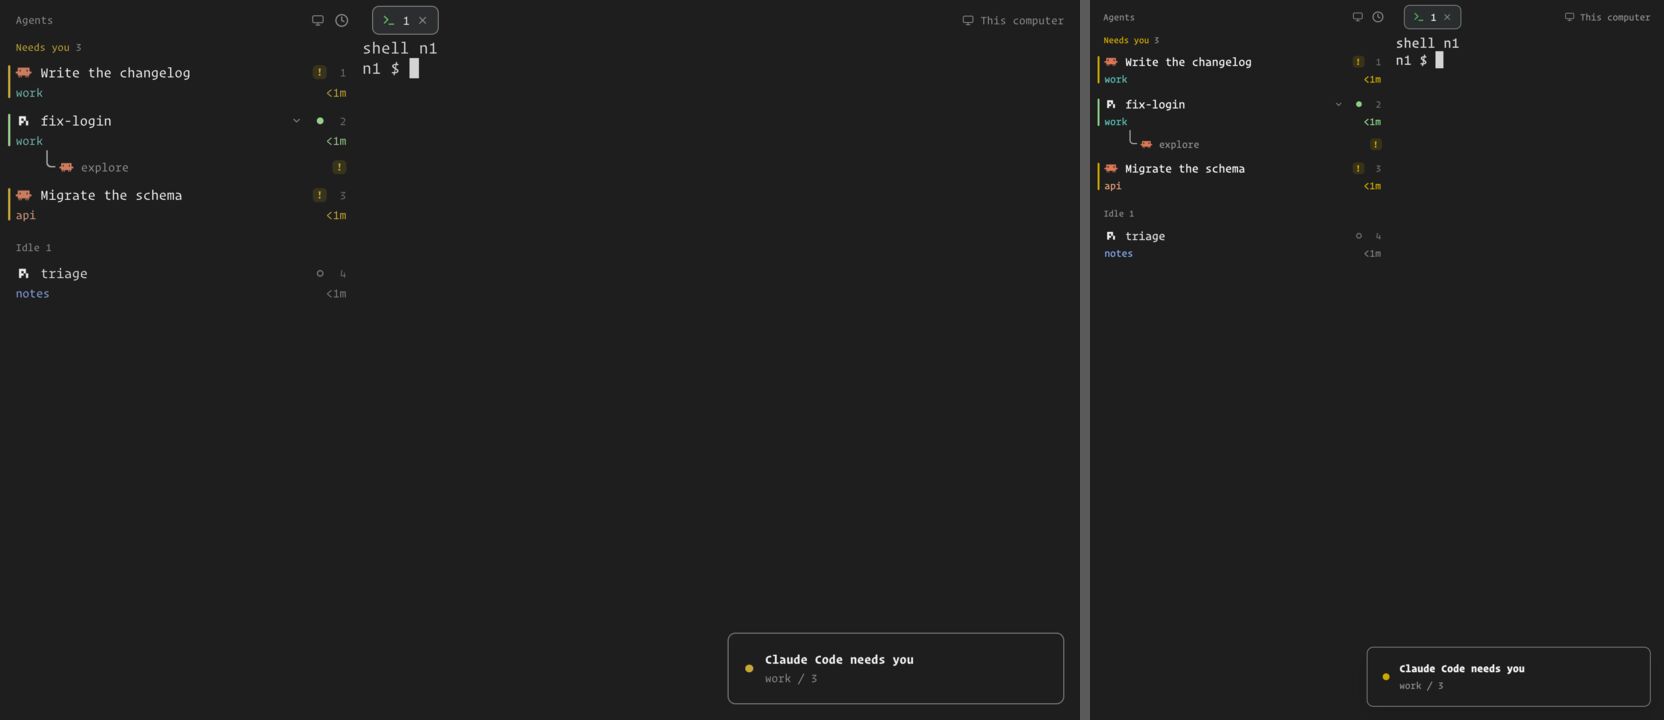 Agents
Needs you 3
Write the changelog ! 1
work <1m
fix-login 2
work <1m
explore !
Migrate the schema ! 3
api <1m
Idle 1
triage 4
notes <1m
>_ 1 ×
This computer
shell n1
n1 $
Claude Code needs you
work / 3
Agents
Needs you 3
Write the changelog ! 1
work <1m
fix-login 2
work <1m
explore !
Migrate the schema ! 3
api <1m
Idle 1
triage 4
notes <1m
>_ 1 ×
This computer
shell n1
n1 $
Claude Code needs you
work / 3